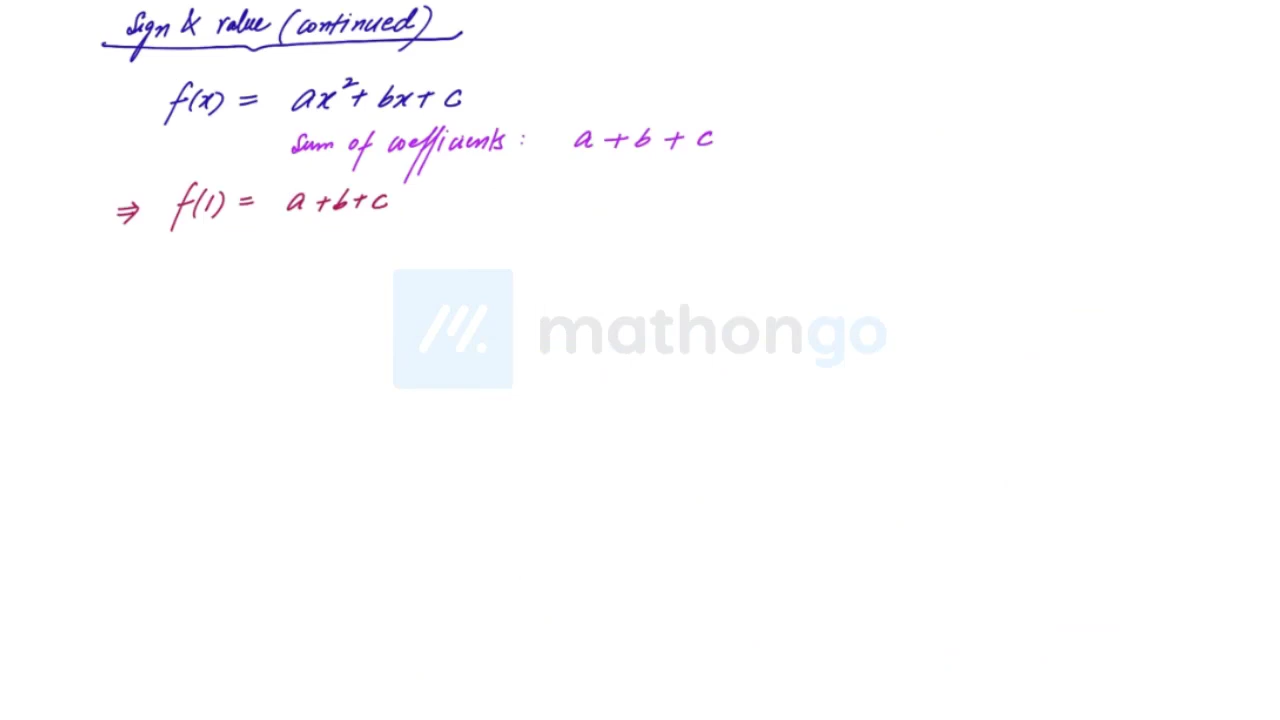 Sign & value (continued)
f(x) = ax² + bx + c
Sum of coefficients : a + b + c
⇒ f(1) = a + b + c
mathongo